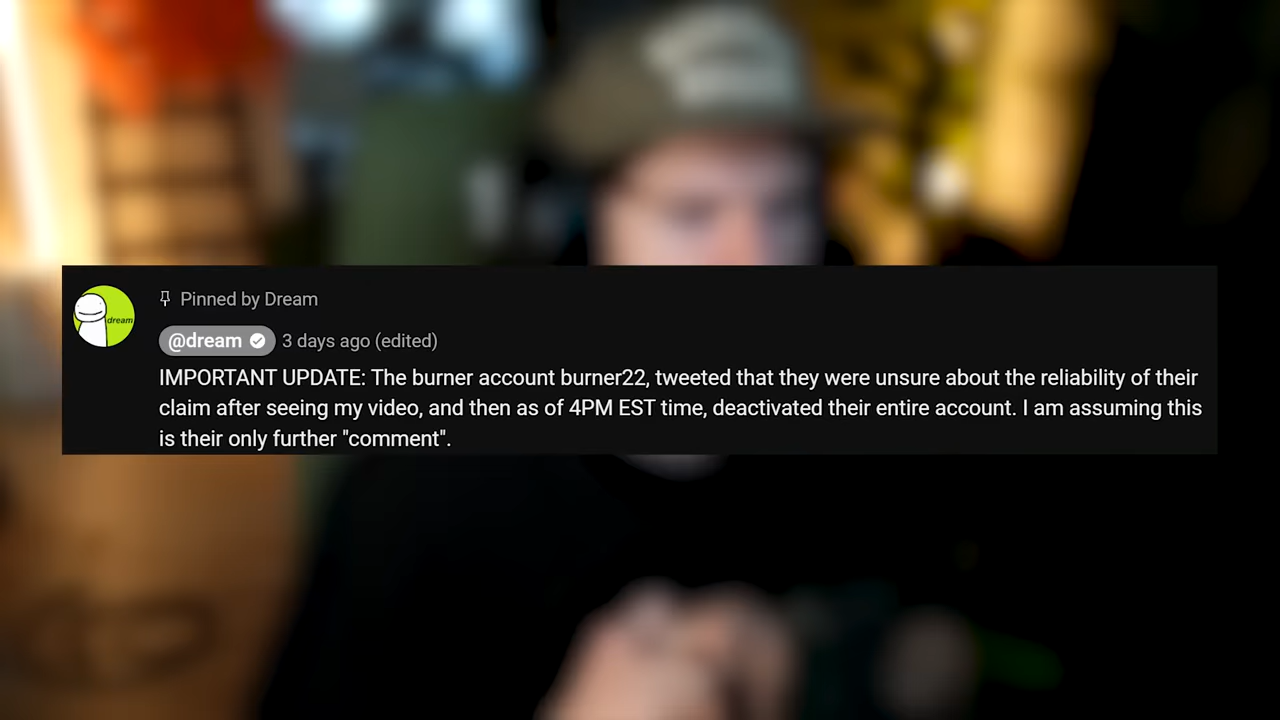 Pinned by Dream
@dream 3 days ago (edited)
IMPORTANT UPDATE: The burner account burner22, tweeted that they were unsure about the reliability of their
claim after seeing my video, and then as of 4PM EST time, deactivated their entire account. I am assuming this
is their only further "comment".
dream